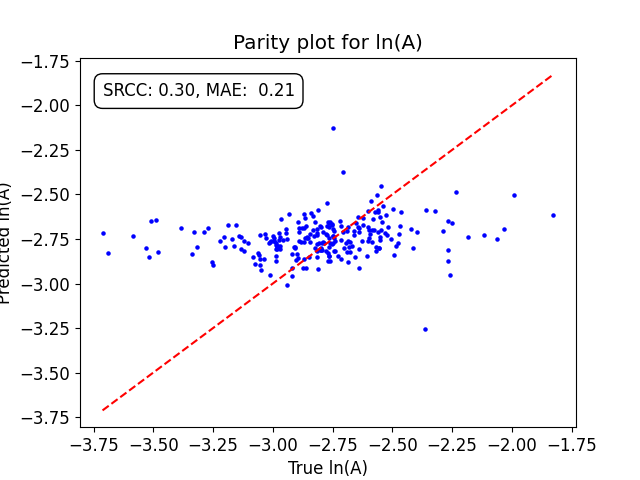 Parity plot for ln(A)
SRCC: 0.30, MAE:  0.21
Predicted ln(A)
−1.75
−2.00
−2.25
−2.50
−2.75
−3.00
−3.25
−3.50
−3.75
−3.75 −3.50 −3.25 −3.00 −2.75 −2.50 −2.25 −2.00 −1.75
True ln(A)